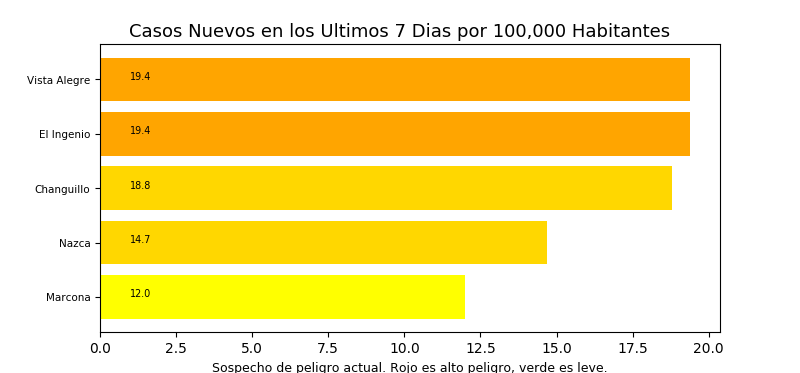 Casos Nuevos en los Ultimos 7 Dias por 100,000 Habitantes
Vista Alegre 19.4
El Ingenio 19.4
Changuillo 18.8
Nazca 14.7
Marcona 12.0
0.0 2.5 5.0 7.5 10.0 12.5 15.0 17.5 20.0
Sospecho de peligro actual. Rojo es alto peligro, verde es leve.